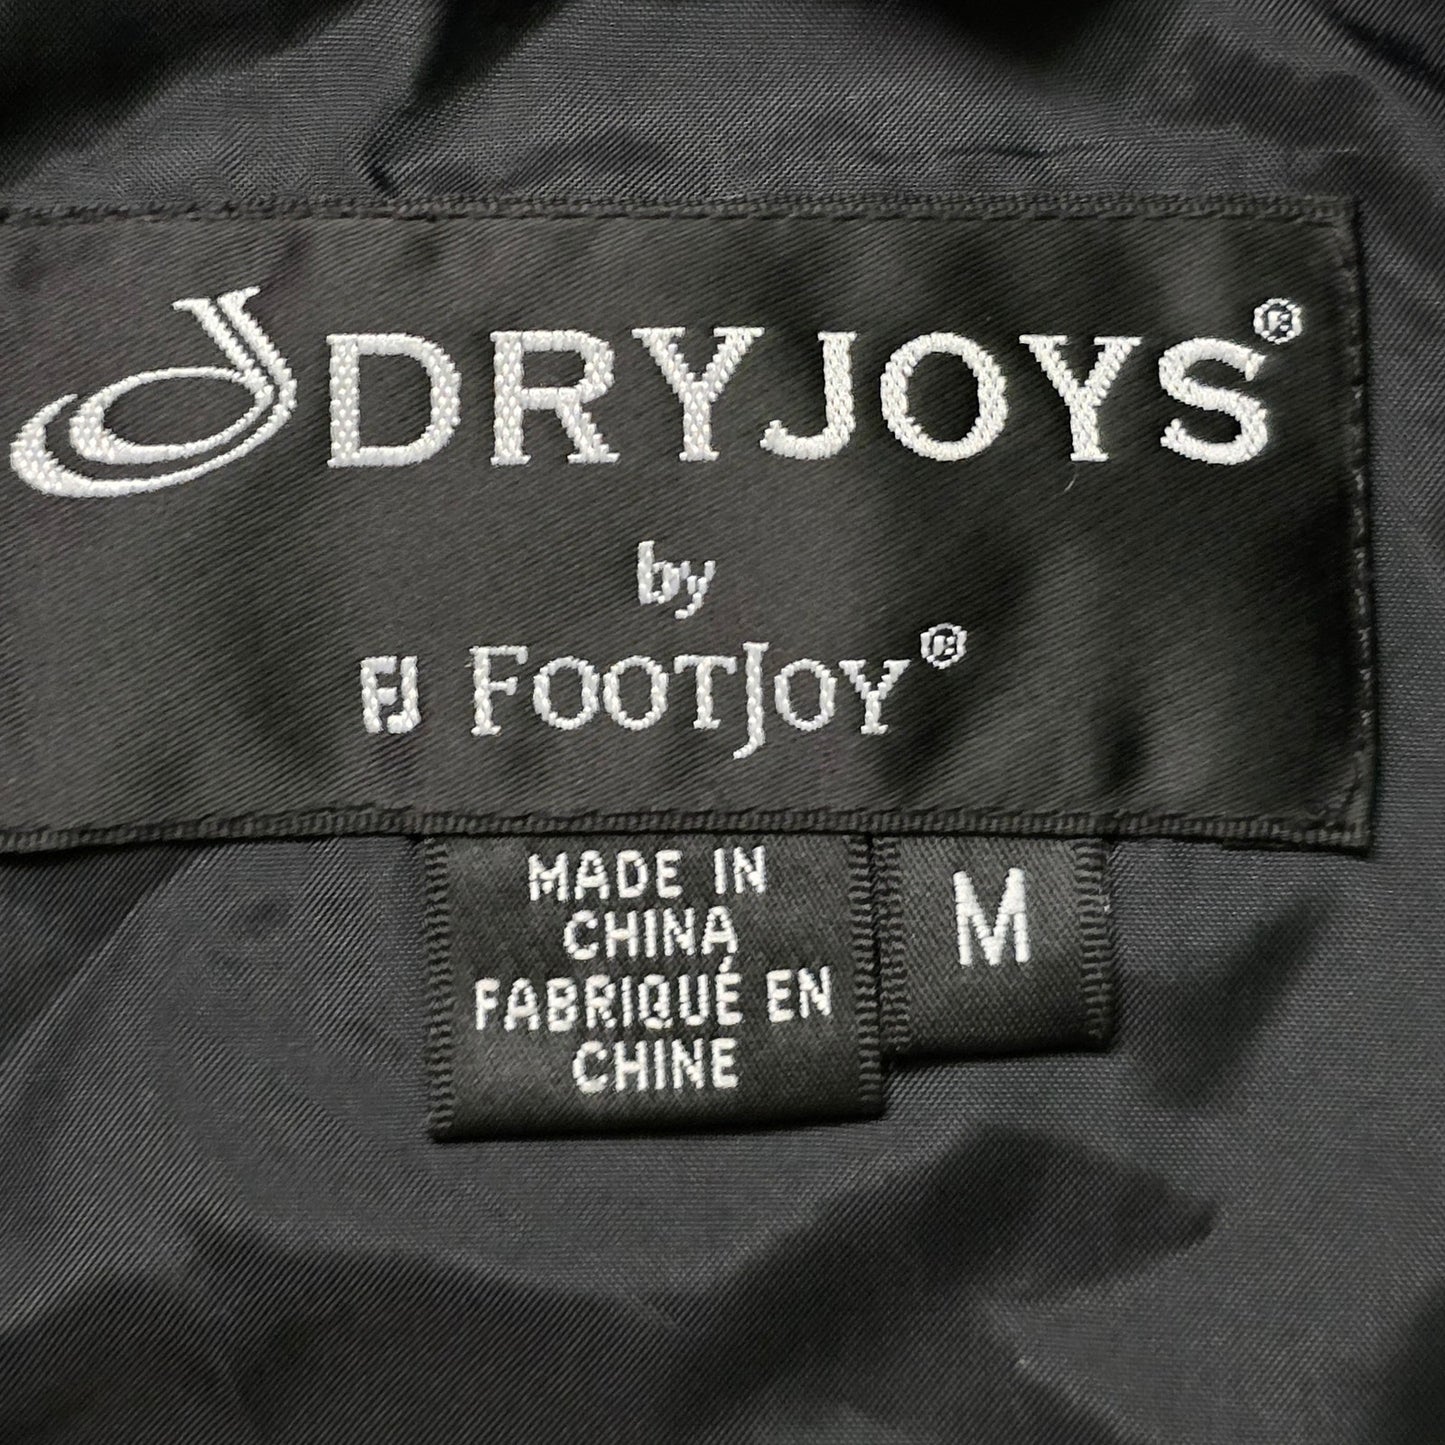 DRYJOYS®
by
FJ FOOTJOY®
MADE IN
CHINA
FABRIQUÉ EN
CHINE
M